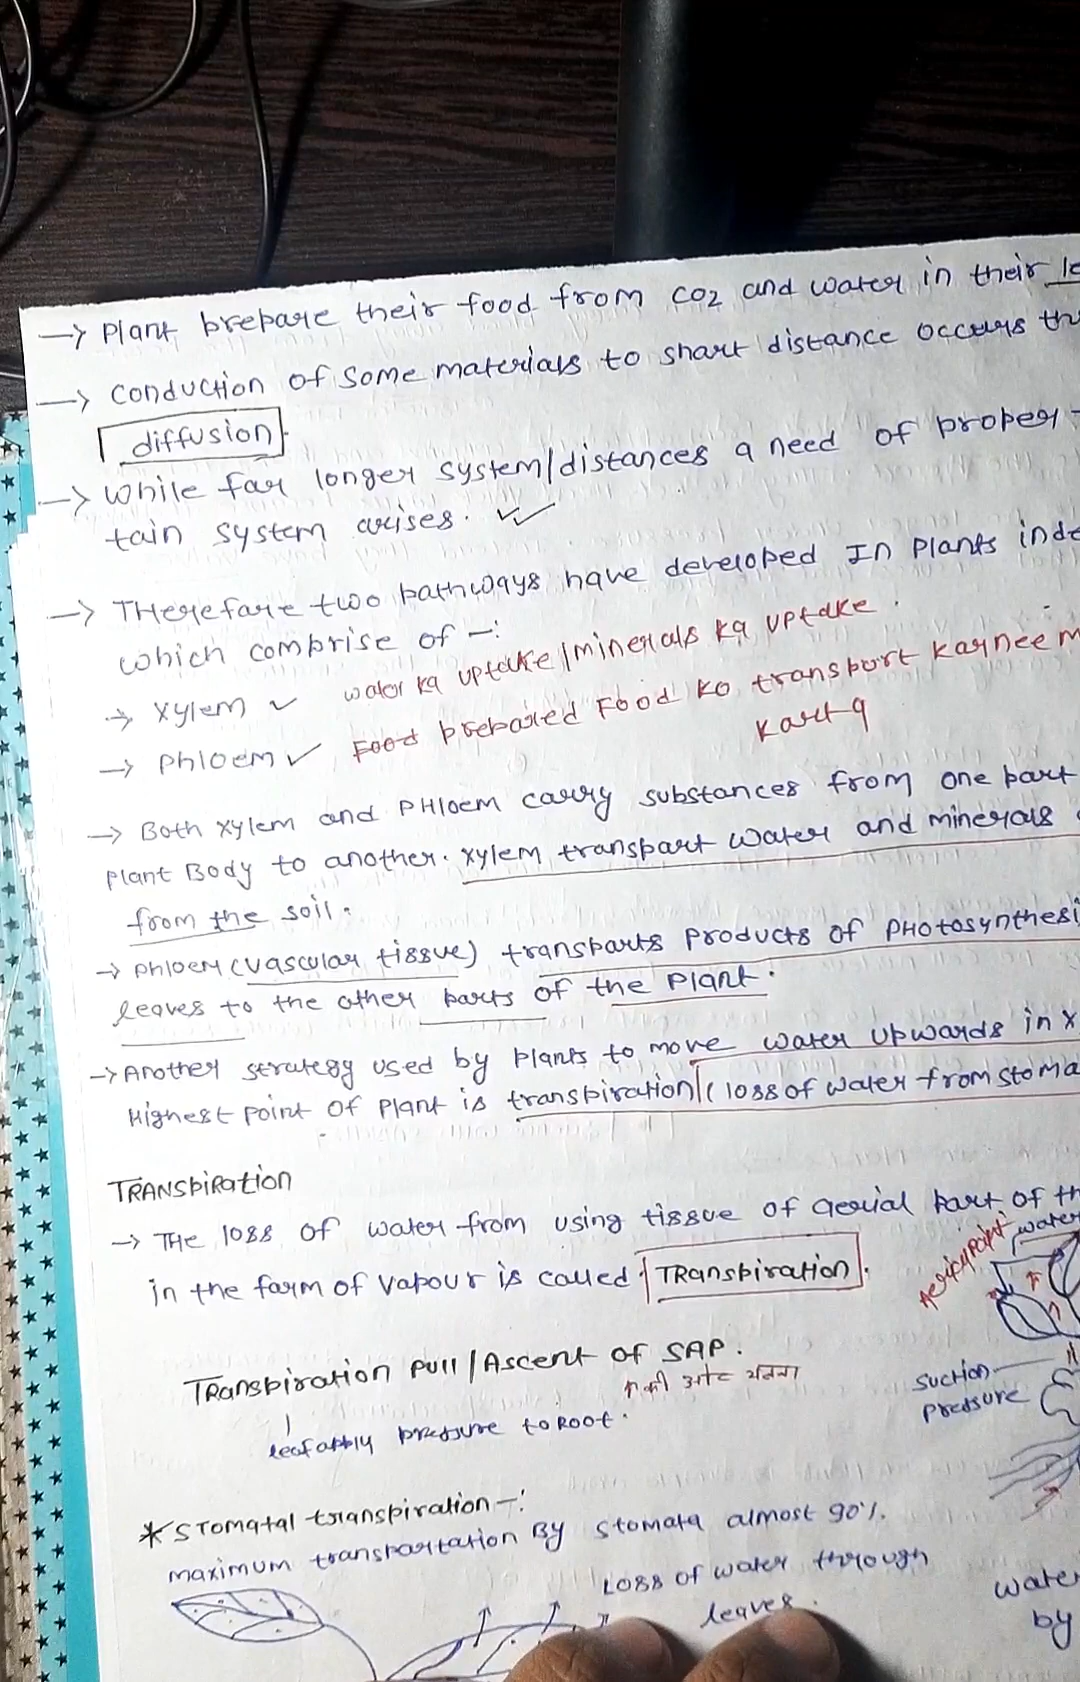 → Plant prepare their food from CO2 and water in their le
→ conduction of some materials to short distance occurs th
diffusion
→ While for longer system/distances a need of proper
tain system arises.
→ Therefore two pathways have developed In Plants inde
which comprise of -:
→ xylem ✓ water ka uptake/minerals ka uptake.
→ Phloem ✓ Food prepared Food ko transport karnee
karta
→ Both xylem and Phloem carry substances from one part
plant Body to another. xylem transport water and minerals
from the soil.
→ Phloem (vascular tissue) transports Products of Photosynthesi
leaves to the other parts of the Plant.
→ Another strategy used by plants to move water upwards in x
Highest point of Plant is transpiration (loss of water from stoma
TRANSPIRATION
→ The loss of water from using tissue of aerial part of th
in the form of vapour is called Transpiration.
water
Transpiration Pull/Ascent of SAP.
leaf apply pressure to Root.
suction
pressure
* Stomatal transpiration -:
maximum transportation By stomata almost 90%.
Loss of water through
leaves.
water
by